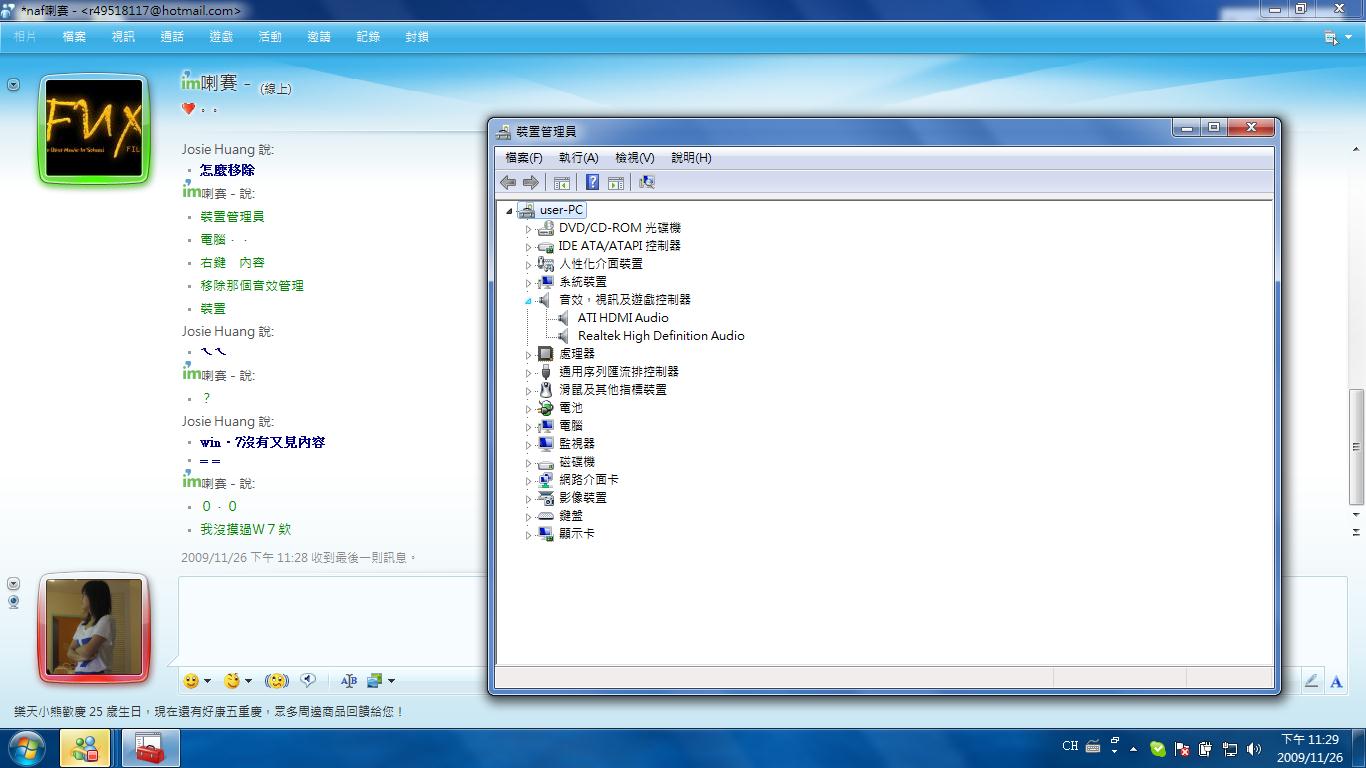 *naf喇賽 - <r49518117@hotmail.com>
相片 檔案 視訊 通話 遊戲 活動 邀請 記錄 封鎖
FUX
e Best Movie In School
FIL
im喇賽 - (線上)
Josie Huang 說:
怎麼移除
im喇賽 - 說:
裝置管理員
電腦．．
右鍵　內容
移除那個音效管理
裝置
Josie Huang 說:
ㄟㄟ
im喇賽 - 說:
？
Josie Huang 說:
win．7沒有又見內容
= =
im喇賽 - 說:
０．０
我沒摸過W７欸
2009/11/26 下午 11:28 收到最後一則訊息。
樂天小熊歡慶 25 歲生日，現在還有好康五重慶，眾多周邊商品回饋給您！
裝置管理員
檔案(F) 執行(A) 檢視(V) 說明(H)
user-PC
DVD/CD-ROM 光碟機
IDE ATA/ATAPI 控制器
人性化介面裝置
系統裝置
音效，視訊及遊戲控制器
ATI HDMI Audio
Realtek High Definition Audio
處理器
通用序列匯流排控制器
滑鼠及其他指標裝置
電池
電腦
監視器
磁碟機
網路介面卡
影像裝置
鍵盤
顯示卡
CH
下午 11:29
2009/11/26